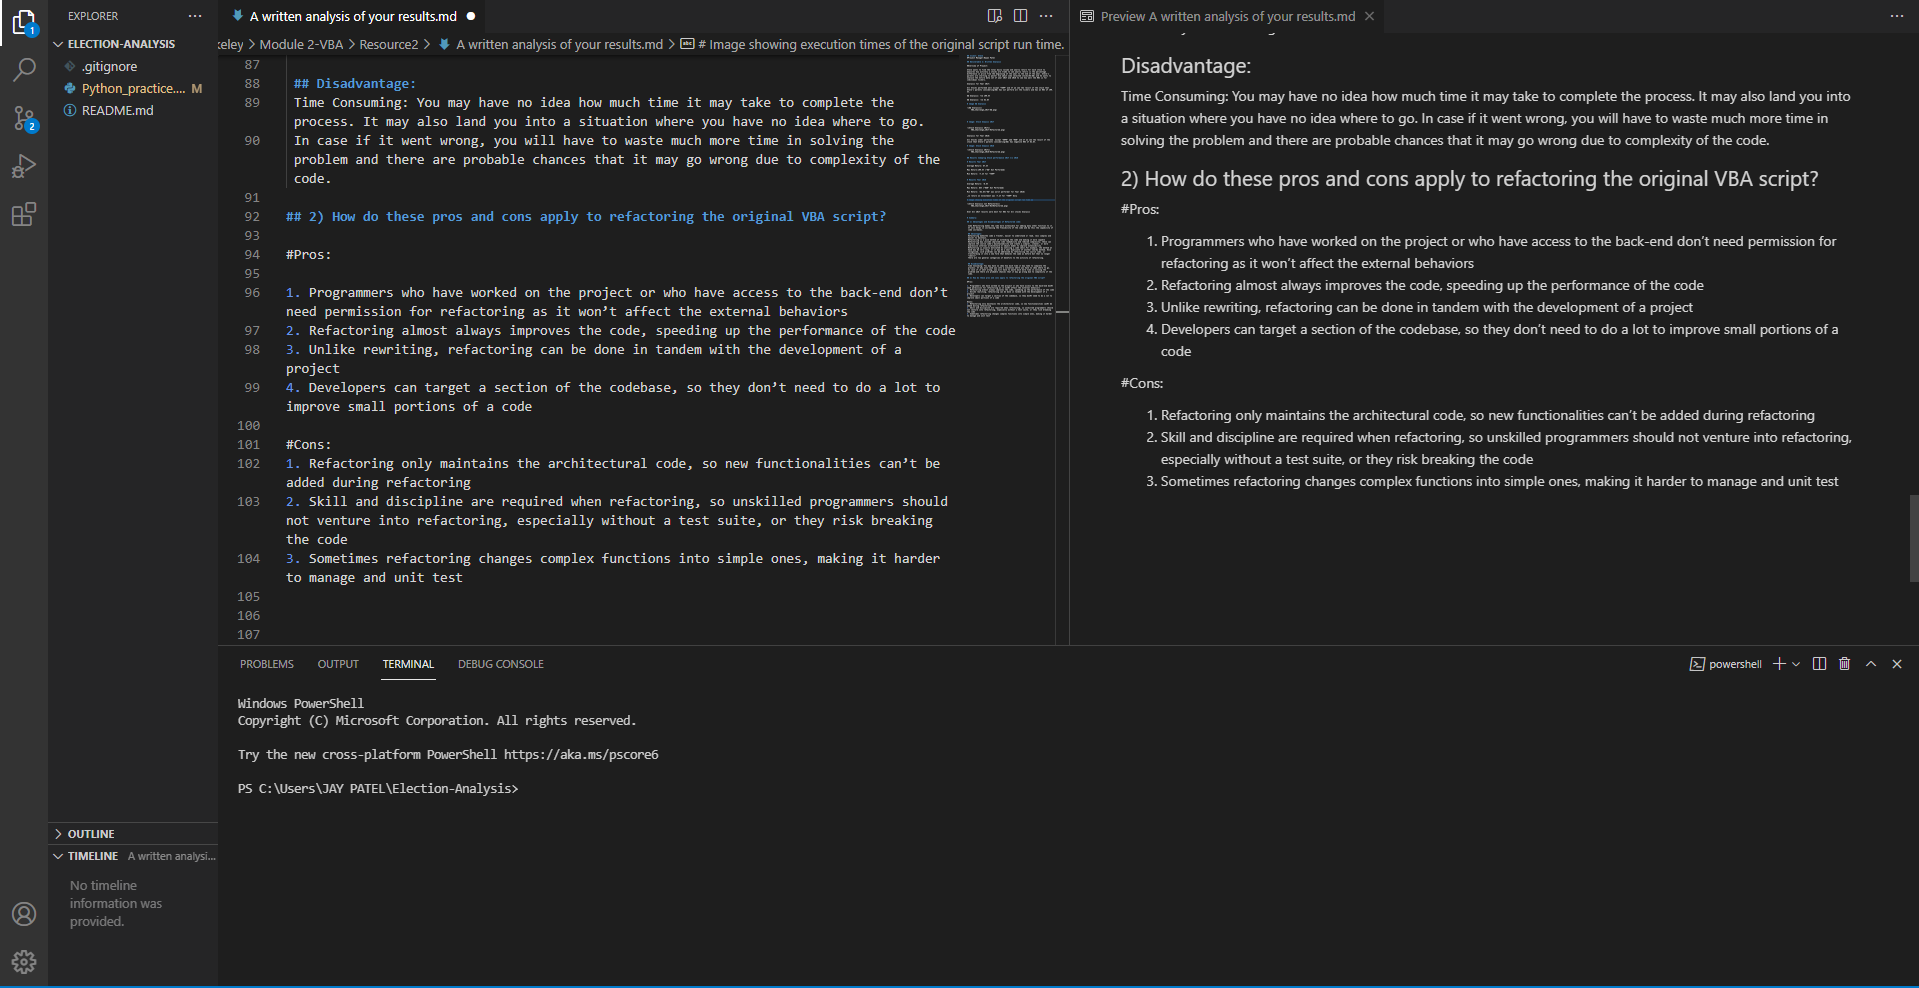 EXPLORER
ELECTION-ANALYSIS
.gitignore
Python_practice.... M
README.md
OUTLINE
TIMELINE A written analysi...
No timeline
information was
provided.
1
2
A written analysis of your results.md
keley > Module 2-VBA > Resource2 > A written analysis of your results.md > # Image showing execution times of the original script run time.
87
88 ## Disadvantage:
89 Time Consuming: You may have no idea how much time it may take to complete the
process. It may also land you into a situation where you have no idea where to go.
90 In case if it went wrong, you will have to waste much more time in solving the
problem and there are probable chances that it may go wrong due to complexity of the
code.
91
92 ## 2) How do these pros and cons apply to refactoring the original VBA script?
93
94 #Pros:
95
96 1. Programmers who have worked on the project or who have access to the back-end don’t
need permission for refactoring as it won’t affect the external behaviors
97 2. Refactoring almost always improves the code, speeding up the performance of the code
98 3. Unlike rewriting, refactoring can be done in tandem with the development of a
project
99 4. Developers can target a section of the codebase, so they don’t need to do a lot to
improve small portions of a code
100
101 #Cons:
102 1. Refactoring only maintains the architectural code, so new functionalities can’t be
added during refactoring
103 2. Skill and discipline are required when refactoring, so unskilled programmers should
not venture into refactoring, especially without a test suite, or they risk breaking
the code
104 3. Sometimes refactoring changes complex functions into simple ones, making it harder
to manage and unit test
105
106
107
Preview A written analysis of your results.md
Disadvantage:
Time Consuming: You may have no idea how much time it may take to complete the process. It may also land you into
a situation where you have no idea where to go. In case if it went wrong, you will have to waste much more time in
solving the problem and there are probable chances that it may go wrong due to complexity of the code.
2) How do these pros and cons apply to refactoring the original VBA script?
#Pros:
1. Programmers who have worked on the project or who have access to the back-end don’t need permission for
refactoring as it won’t affect the external behaviors
2. Refactoring almost always improves the code, speeding up the performance of the code
3. Unlike rewriting, refactoring can be done in tandem with the development of a project
4. Developers can target a section of the codebase, so they don’t need to do a lot to improve small portions of a
code
#Cons:
1. Refactoring only maintains the architectural code, so new functionalities can’t be added during refactoring
2. Skill and discipline are required when refactoring, so unskilled programmers should not venture into refactoring,
especially without a test suite, or they risk breaking the code
3. Sometimes refactoring changes complex functions into simple ones, making it harder to manage and unit test
PROBLEMS OUTPUT TERMINAL DEBUG CONSOLE
powershell
Windows PowerShell
Copyright (C) Microsoft Corporation. All rights reserved.
Try the new cross-platform PowerShell https://aka.ms/pscore6
PS C:\Users\JAY PATEL\Election-Analysis>